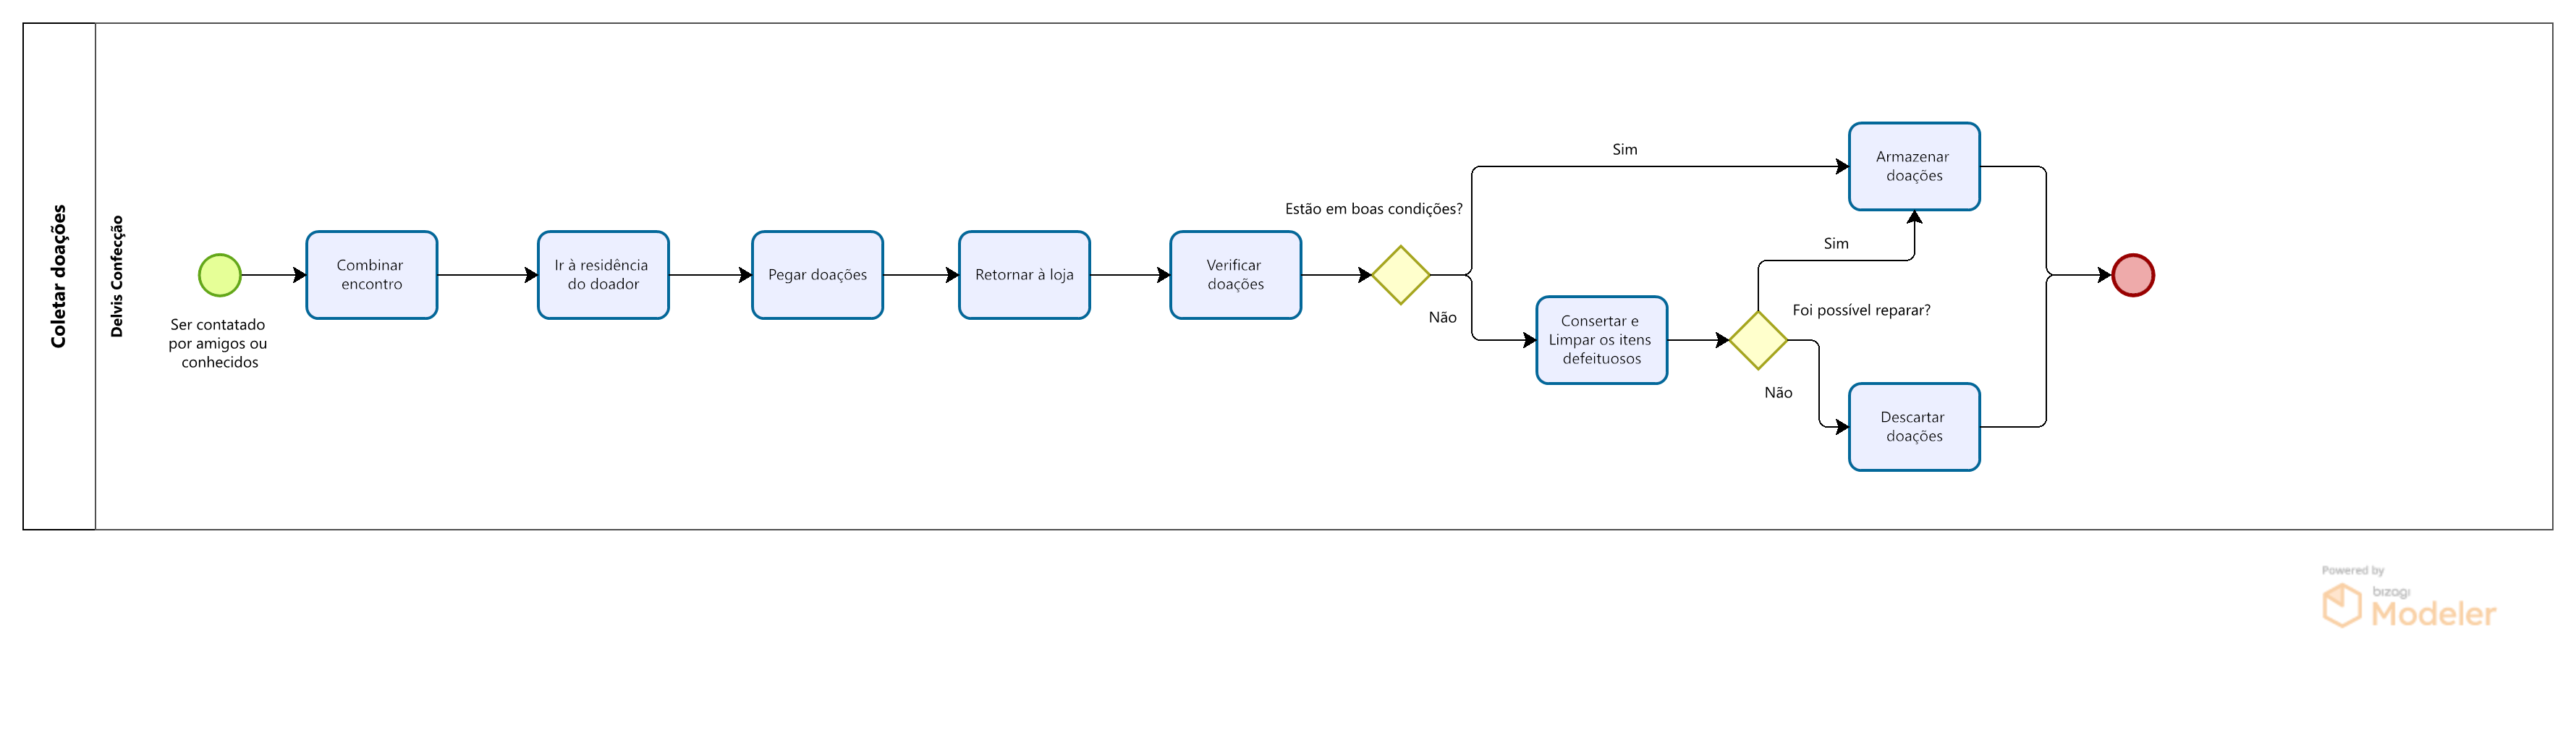 Coletar doações
Delvis Confecção
Ser contatado
por amigos ou
conhecidos
Combinar
encontro
Ir à residência
do doador
Pegar doações
Retornar à loja
Verificar
doações
Estão em boas condições?
Sim
Não
Consertar e
Limpar os itens
defeituosos
Foi possível reparar?
Sim
Não
Armazenar
doações
Descartar
doações
Powered by
bizagi
Modeler